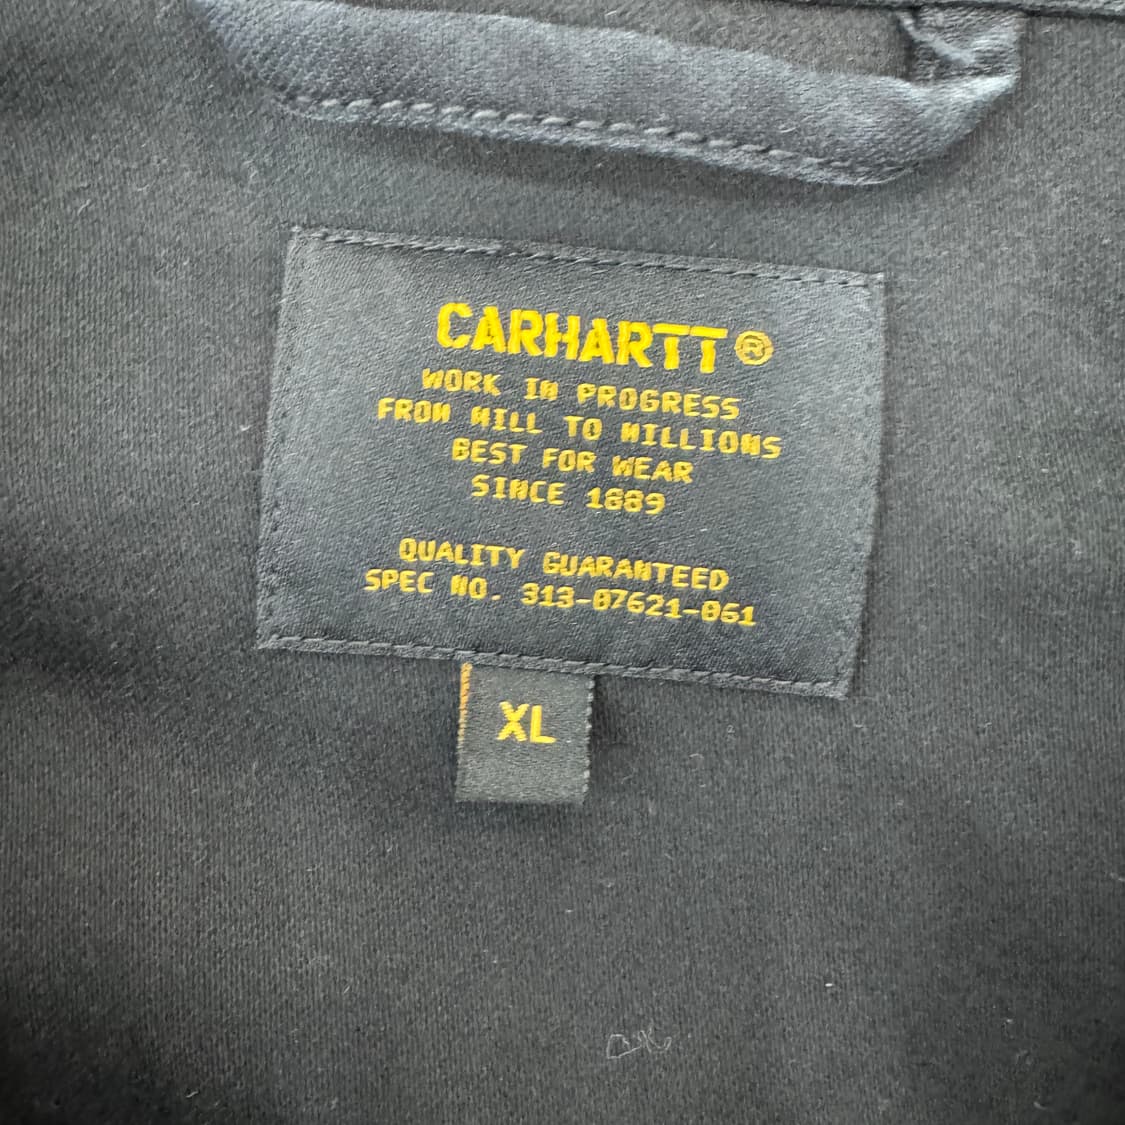 CARHARTT®
WORK IN PROGRESS
FROM MILL TO MILLIONS
BEST FOR WEAR
SINCE 1889
QUALITY GUARANTEED
SPEC NO. 313-07621-061
XL